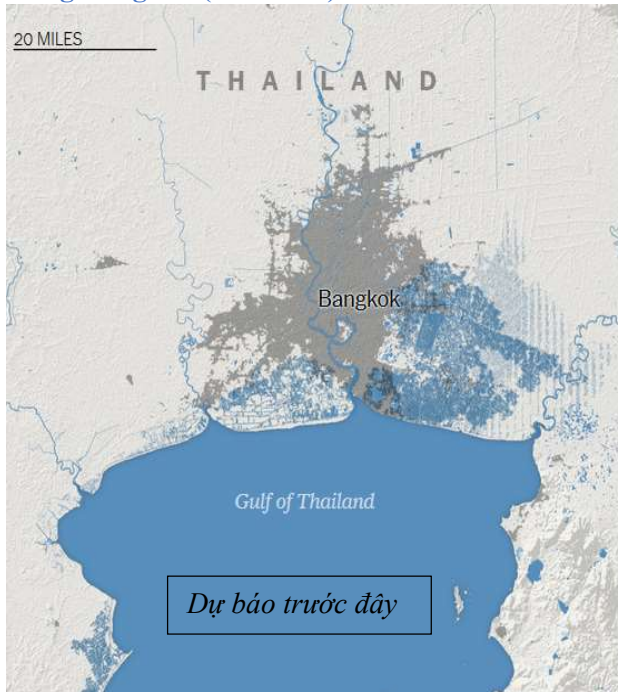 20 MILES
THAILAND
Bangkok
Gulf of Thailand
Dự báo trước đây